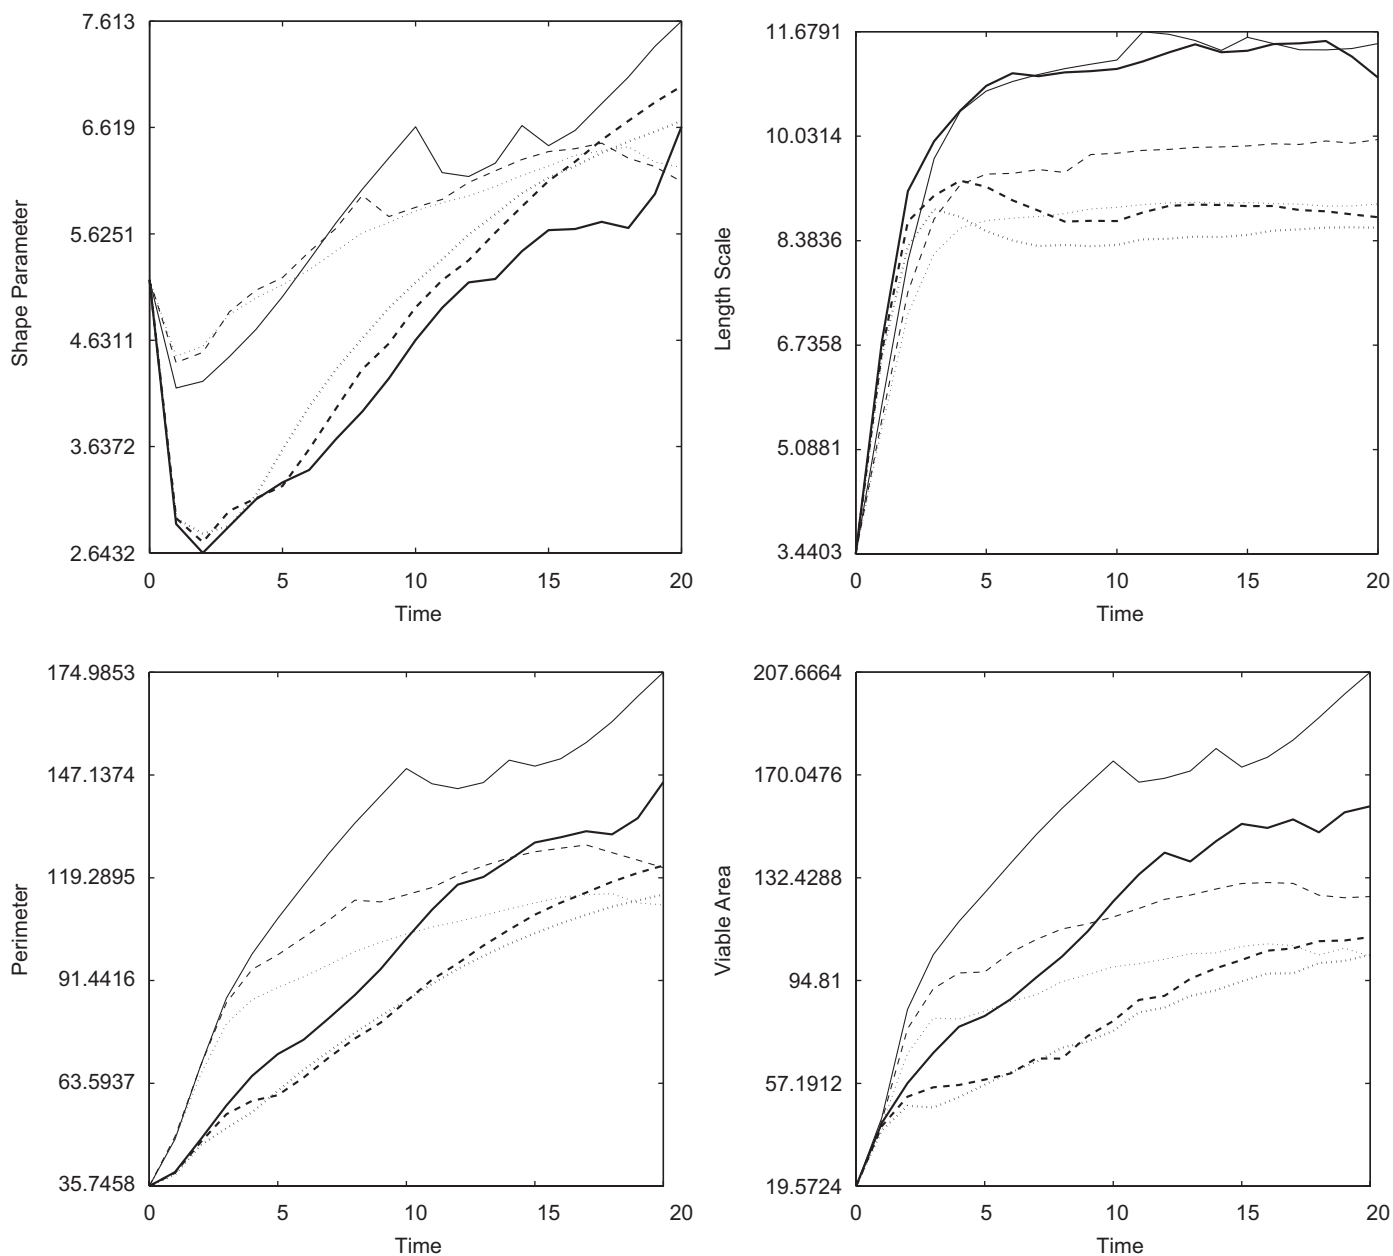 7.613
6.619
5.6251
4.6311
3.6372
2.6432
Shape Parameter
0 5 10 15 20
Time
11.6791
10.0314
8.3836
6.7358
5.0881
3.4403
Length Scale
0 5 10 15 20
Time
174.9853
147.1374
119.2895
91.4416
63.5937
35.7458
Perimeter
0 5 10 15 20
Time
207.6664
170.0476
132.4288
94.81
57.1912
19.5724
Viable Area
0 5 10 15 20
Time